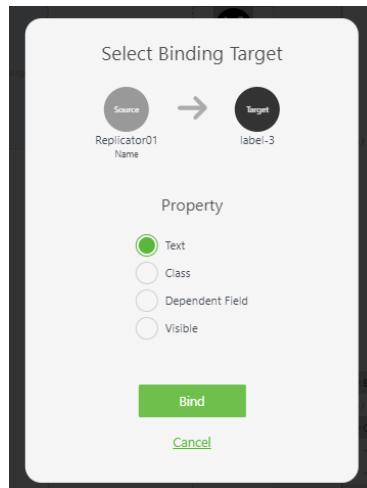 Select Binding Target
Source
Target
Replicator01
label-3
Name
Property
Text
Class
Dependent Field
Visible
Bind
Cancel